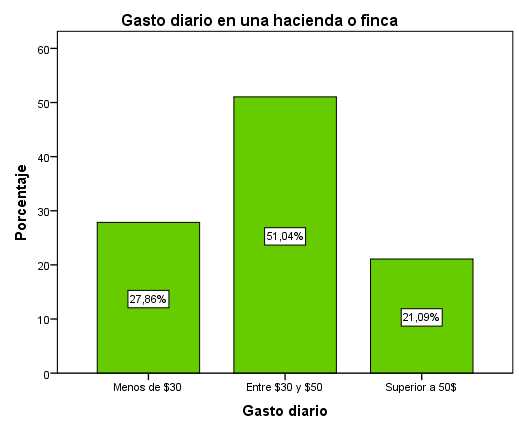 Gasto diario en una hacienda o finca
Porcentaje
60
50
40
30
20
10
0
27,86%
51,04%
21,09%
Menos de $30
Entre $30 y $50
Superior a 50$
Gasto diario